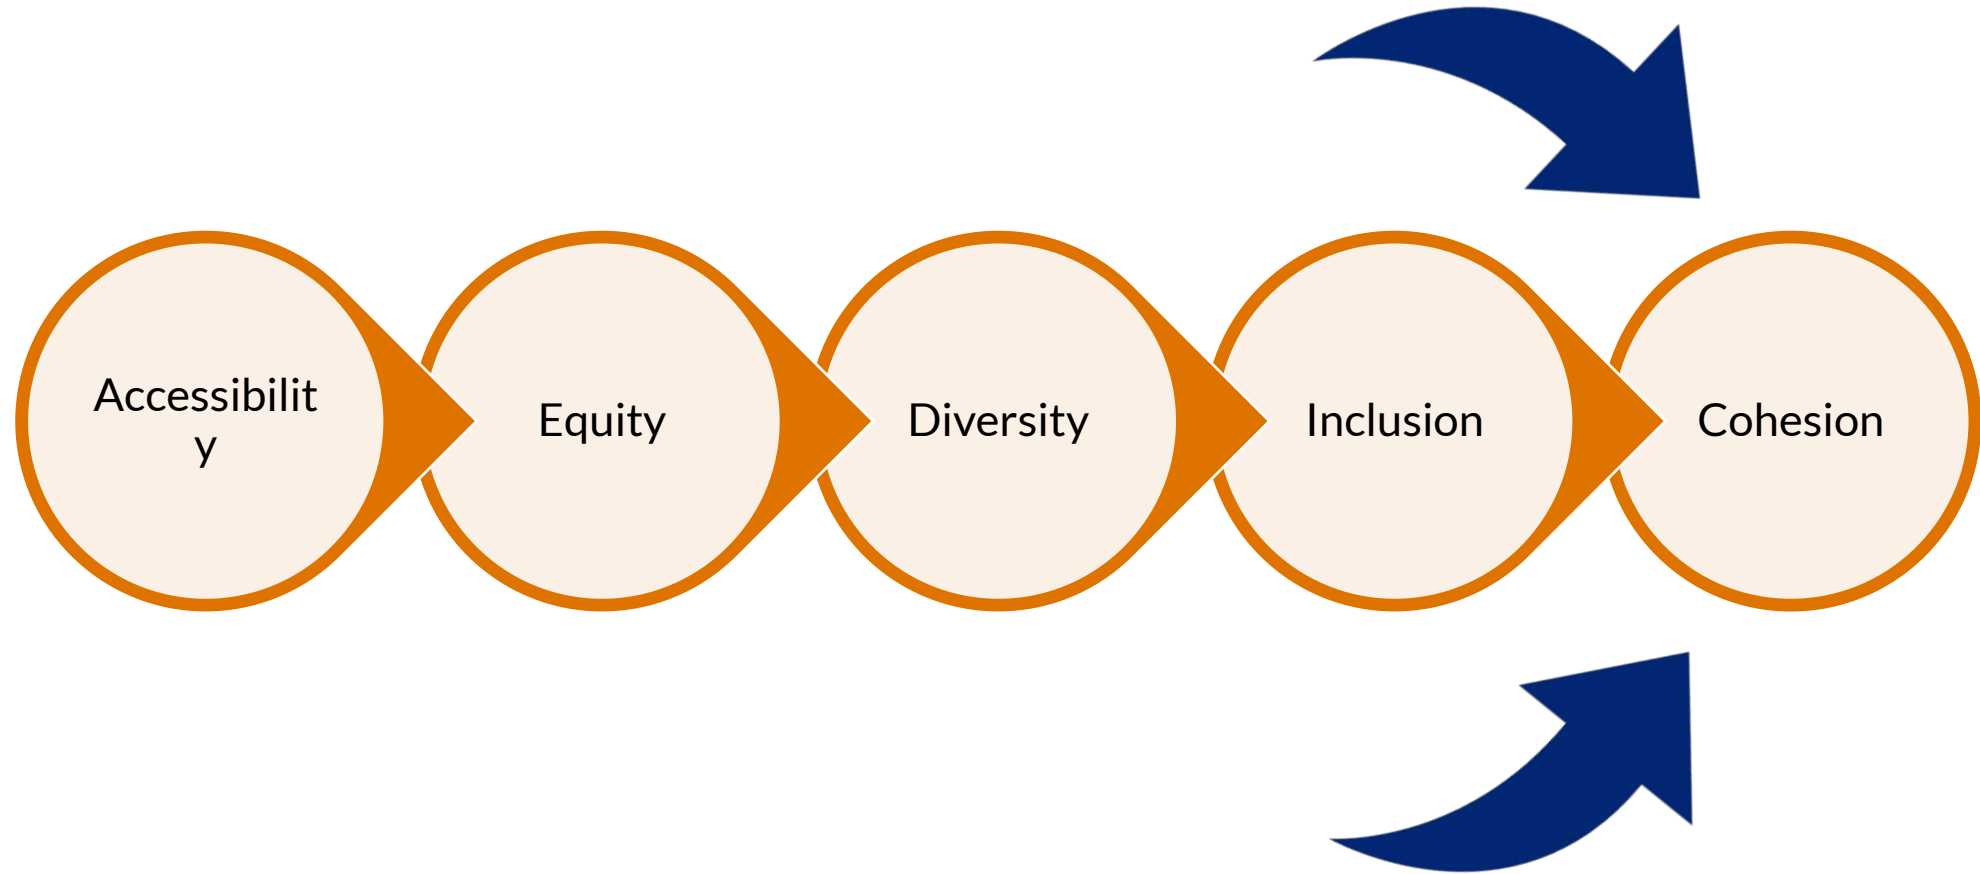 Accessibilit
y
Equity
Diversity
Inclusion
Cohesion